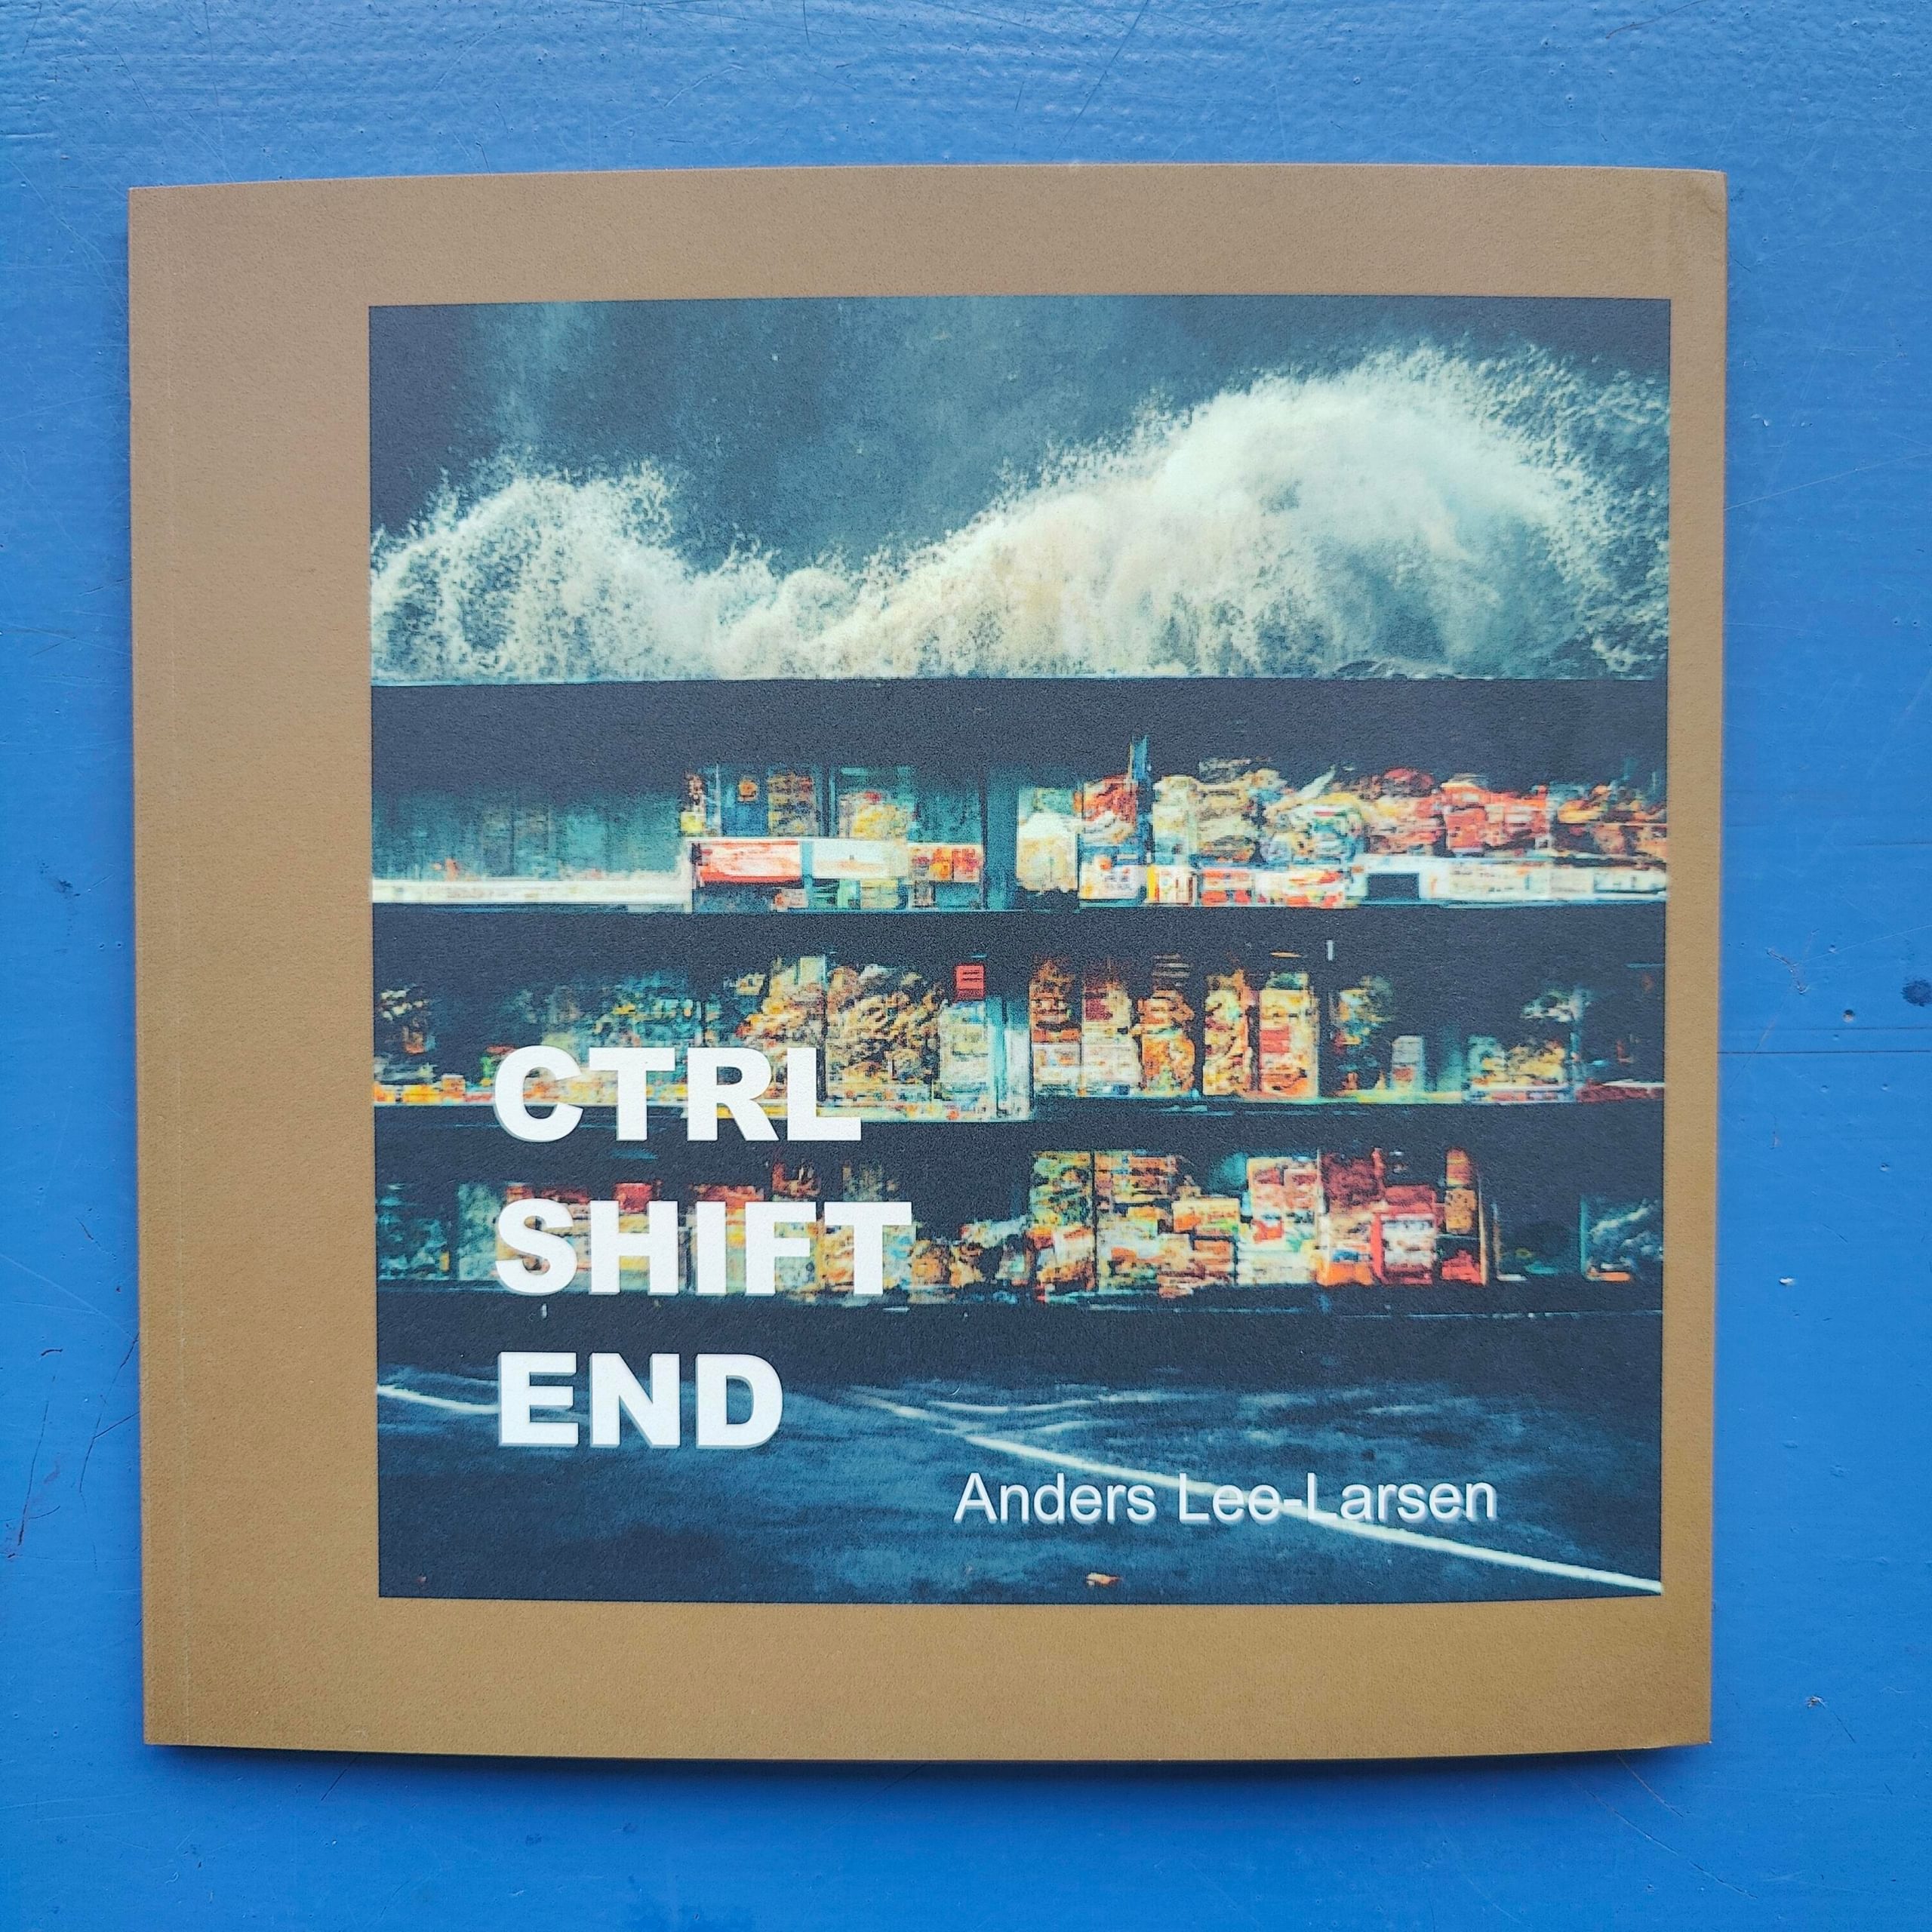 CTRL
SHIFT
END
Anders Lee-Larsen